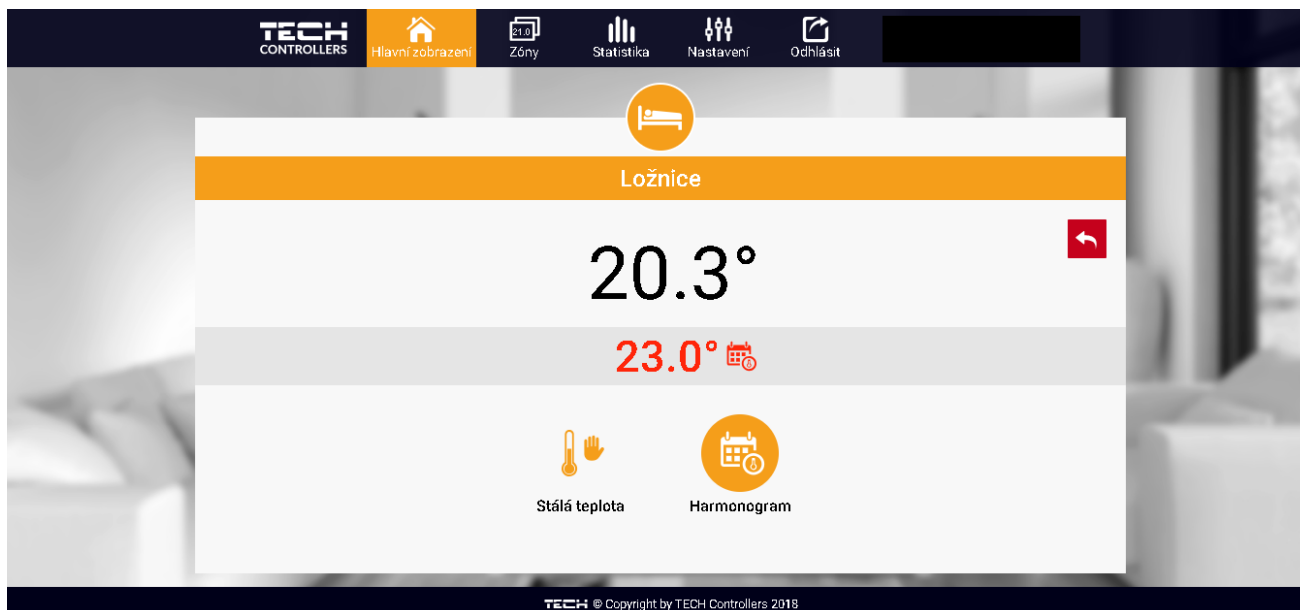 TECH
CONTROLLERS
Hlavní zobrazení
21.0
Zóny
Statistika
Nastavení
Odhlásit
Ložnice
20.3°
23.0°
Stálá teplota
Harmonogram
TECH © Copyright by TECH Controllers 2018